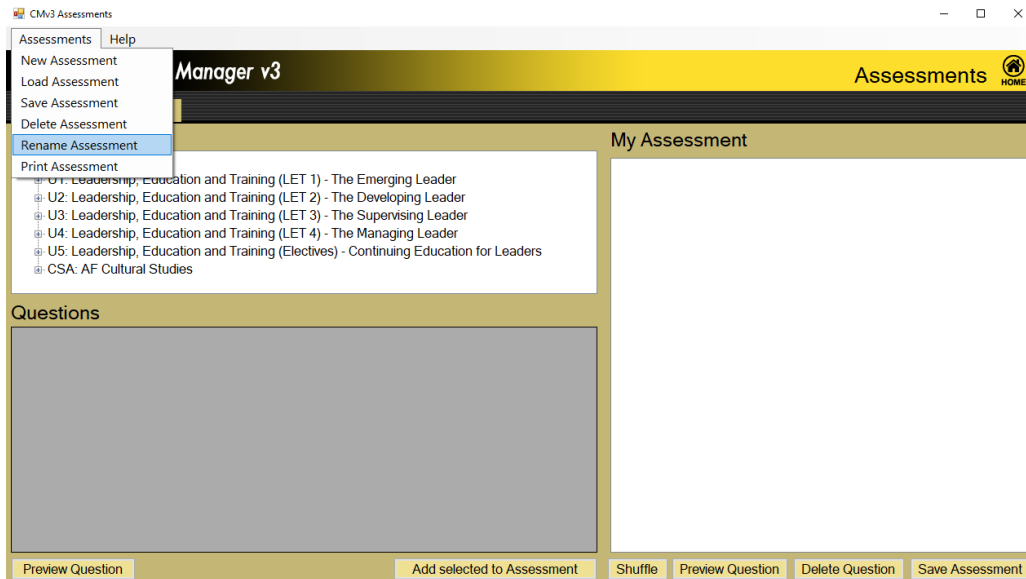 CMv3 Assessments
Assessments Help
New Assessment
Load Assessment
Save Assessment
Delete Assessment
Rename Assessment
Print Assessment
Manager v3
Assessments
HOME
My Assessment
U1: Leadership, Education and Training (LET 1) - The Emerging Leader
U2: Leadership, Education and Training (LET 2) - The Developing Leader
U3: Leadership, Education and Training (LET 3) - The Supervising Leader
U4: Leadership, Education and Training (LET 4) - The Managing Leader
U5: Leadership, Education and Training (Electives) - Continuing Education for Leaders
CSA: AF Cultural Studies
Questions
Preview Question
Add selected to Assessment
Shuffle
Preview Question
Delete Question
Save Assessment